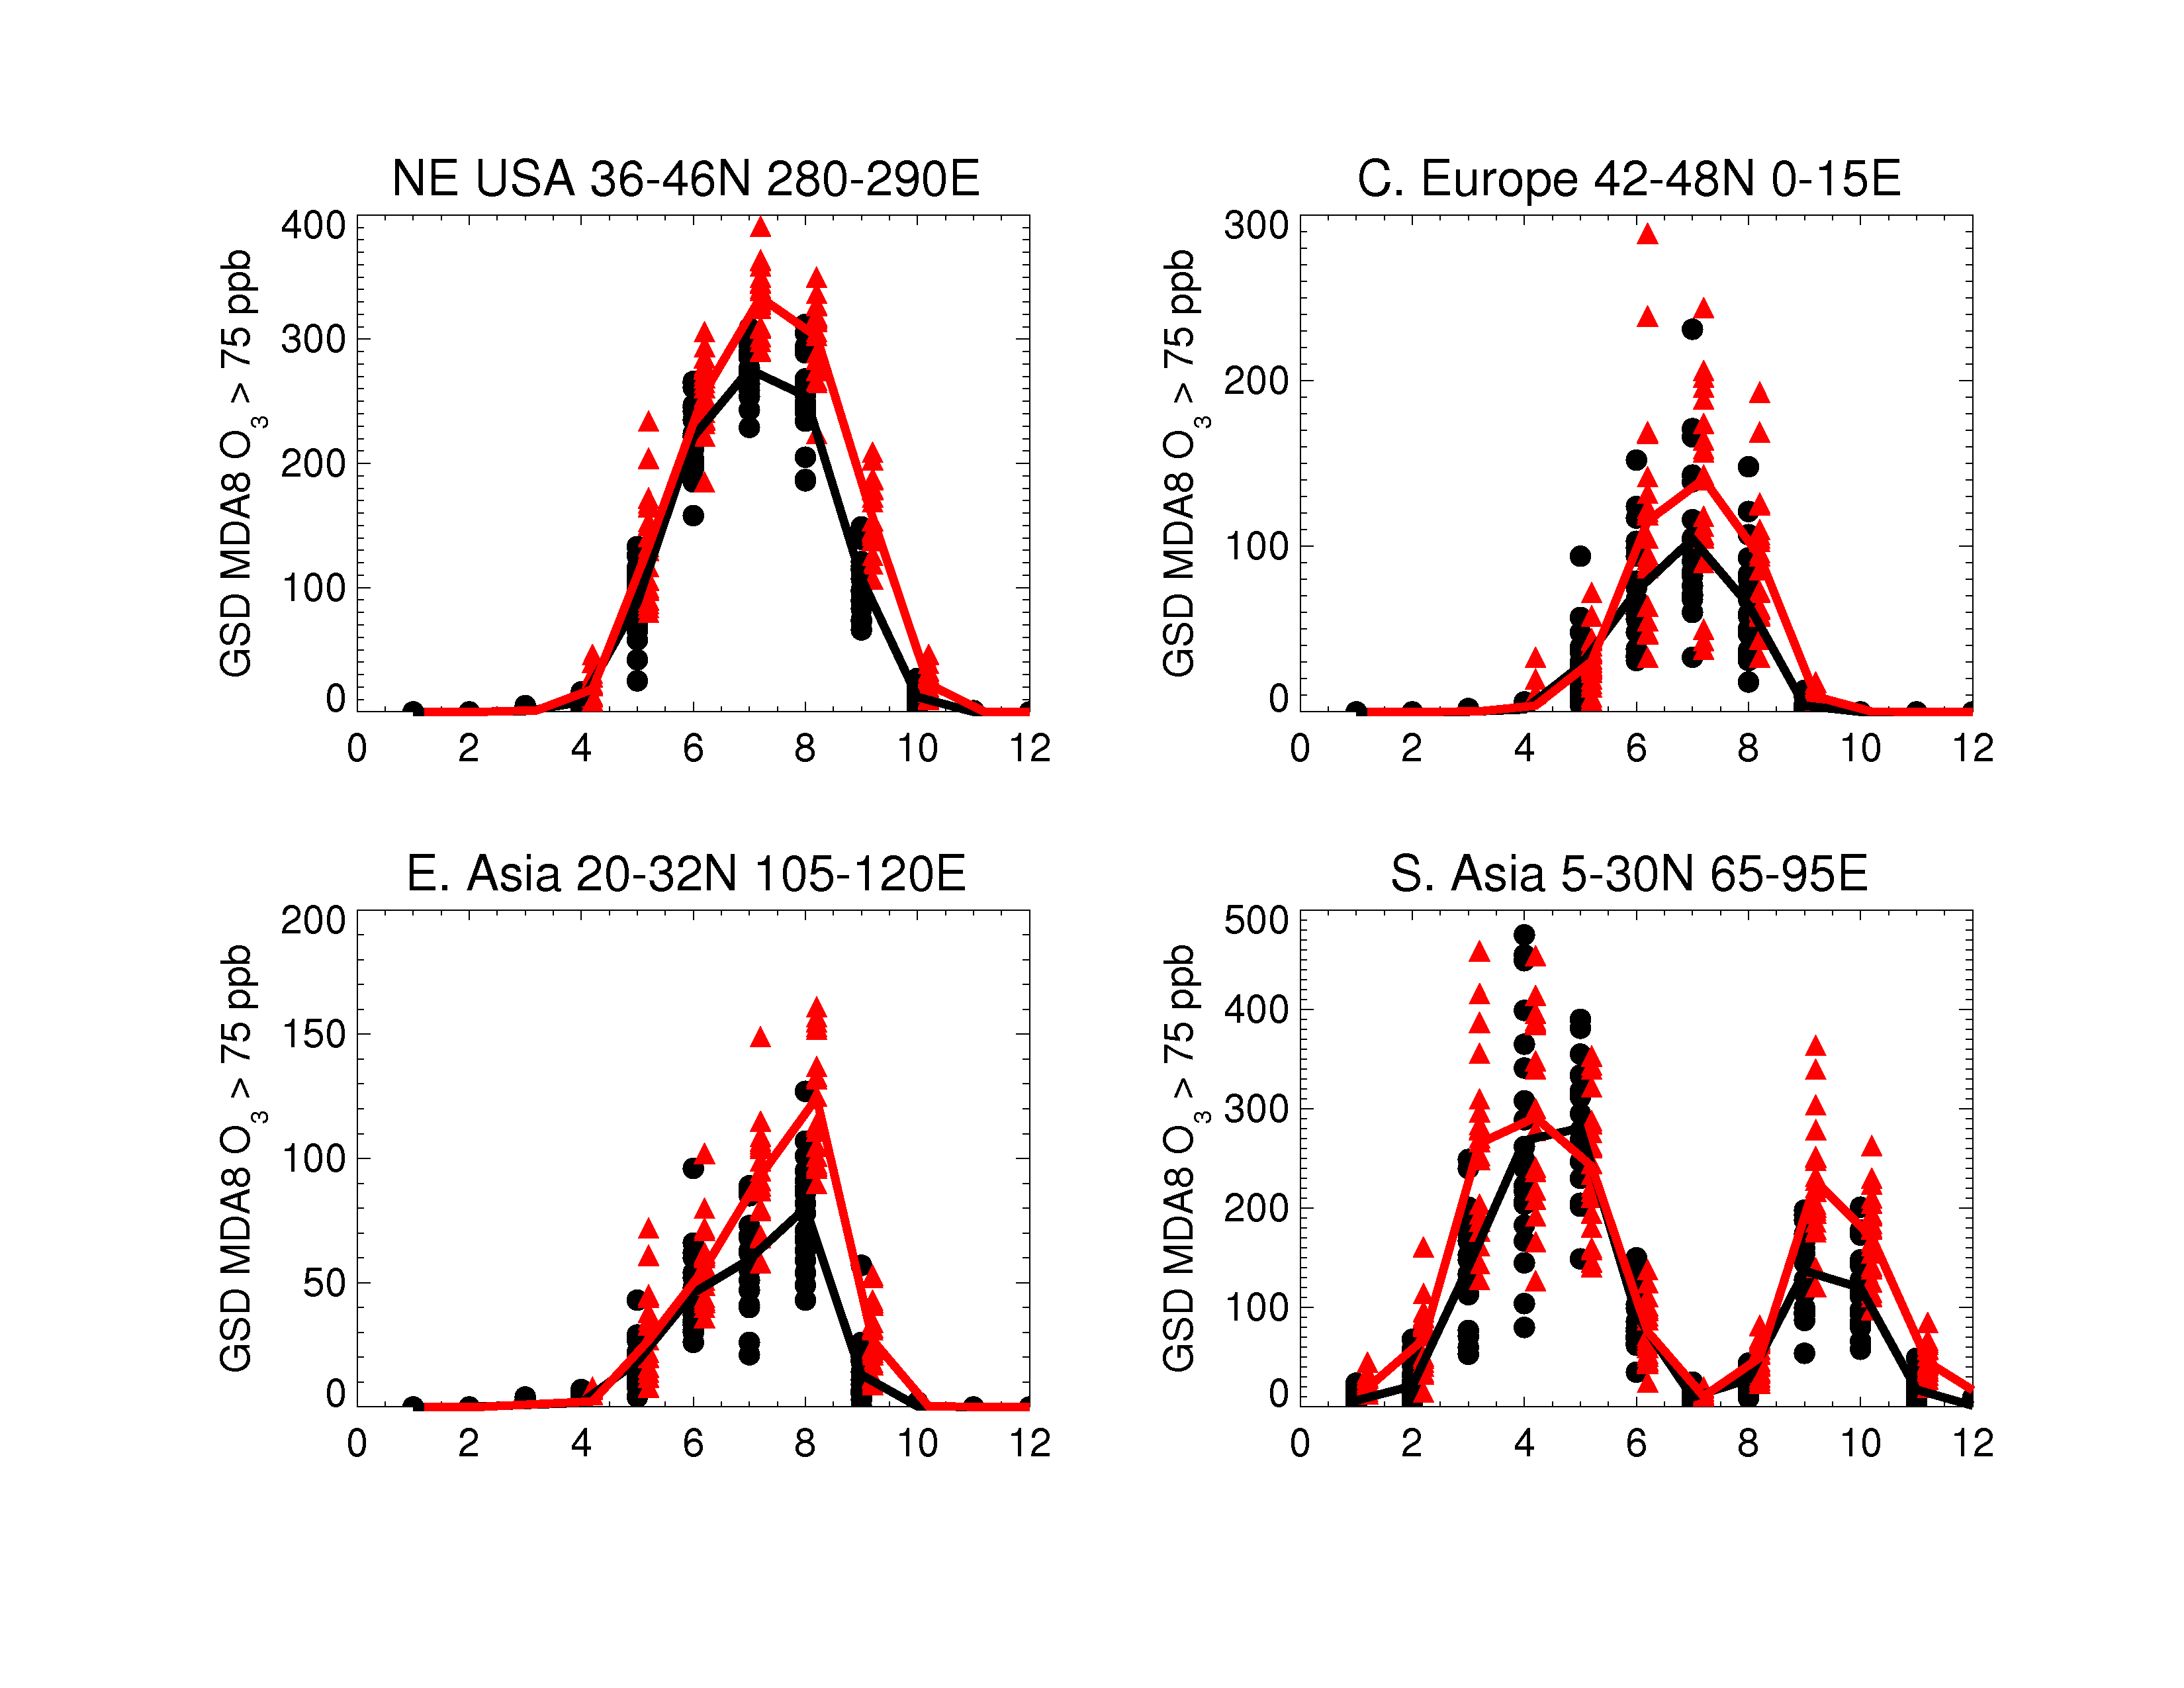 NE USA 36-46N 280-290E
GSD MDA8 O3 > 75 ppb
400
300
200
100
0
0 2 4 6 8 10 12
C. Europe 42-48N 0-15E
GSD MDA8 O3 > 75 ppb
300
200
100
0
0 2 4 6 8 10 12
E. Asia 20-32N 105-120E
GSD MDA8 O3 > 75 ppb
200
150
100
50
0
0 2 4 6 8 10 12
S. Asia 5-30N 65-95E
GSD MDA8 O3 > 75 ppb
500
400
300
200
100
0
0 2 4 6 8 10 12